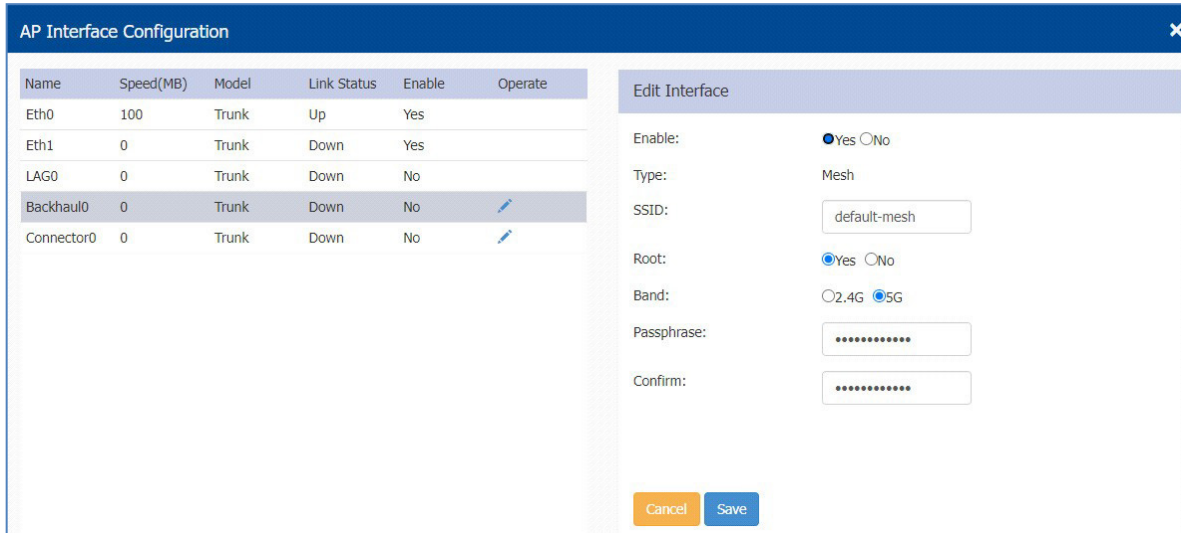 AP Interface Configuration
Name Speed(MB) Model Link Status Enable Operate
Eth0 100 Trunk Up Yes
Eth1 0 Trunk Down Yes
LAG0 0 Trunk Down No
Backhaul0 0 Trunk Down No
Connector0 0 Trunk Down No
Edit Interface
Enable: Yes No
Type: Mesh
SSID: default-mesh
Root: Yes No
Band: 2.4G 5G
Passphrase: ••••••••••••
Confirm: ••••••••••••
Cancel Save